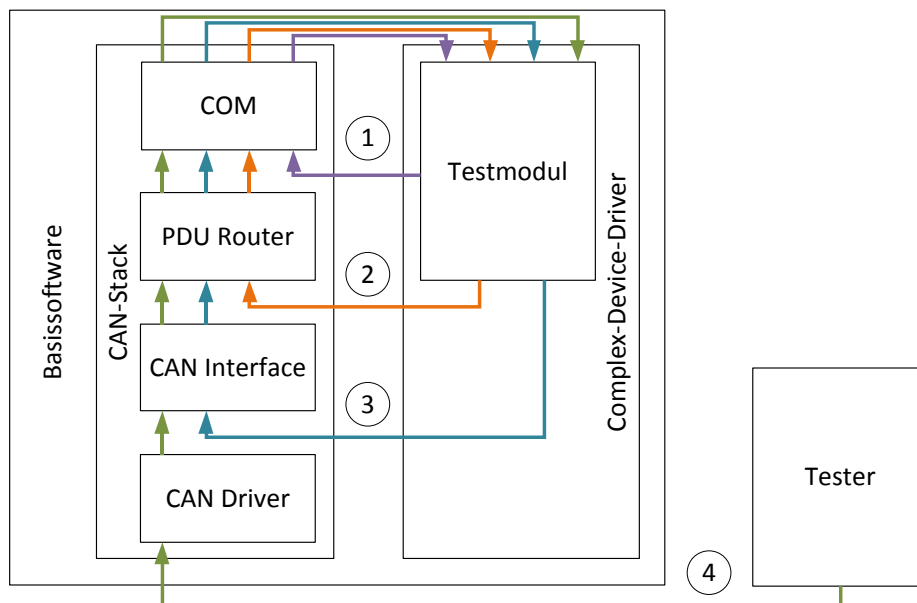 COM
1
Testmodul
PDU Router
2
CAN Interface
3
CAN Driver
Basissoftware
CAN-Stack
Complex-Device-Driver
Tester
4